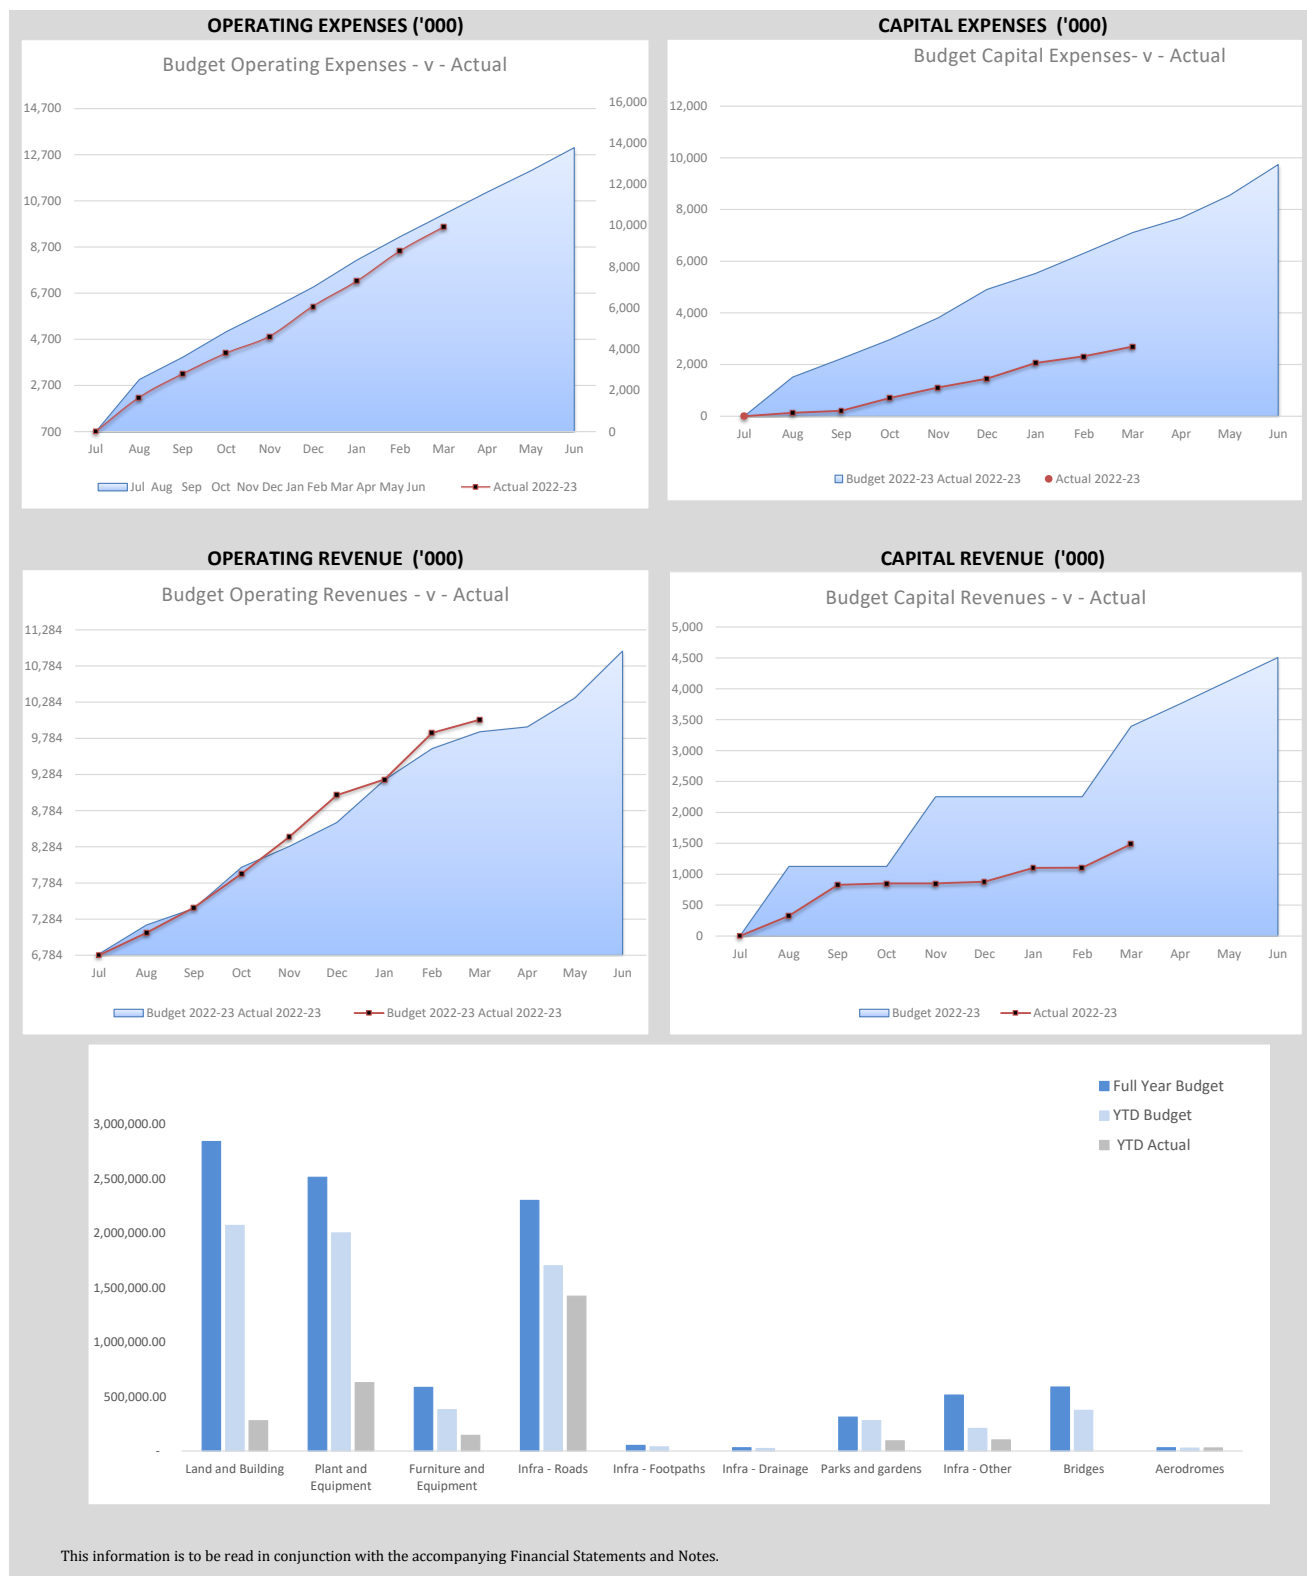 OPERATING EXPENSES ('000)
CAPITAL EXPENSES ('000)
Budget Operating Expenses - v - Actual
14,700
12,700
10,700
8,700
6,700
4,700
2,700
700
16,000
14,000
12,000
10,000
8,000
6,000
4,000
2,000
0
Jul Aug Sep Oct Nov Dec Jan Feb Mar Apr May Jun
Jul Aug Sep Oct Nov Dec Jan Feb Mar Apr May Jun
Actual 2022-23
Budget Capital Expenses- v - Actual
12,000
10,000
8,000
6,000
4,000
2,000
0
Jul Aug Sep Oct Nov Dec Jan Feb Mar Apr May Jun
Budget 2022-23 Actual 2022-23
Actual 2022-23
OPERATING REVENUE ('000)
CAPITAL REVENUE ('000)
Budget Operating Revenues - v - Actual
11,284
10,784
10,284
9,784
9,284
8,784
8,284
7,784
7,284
6,784
Jul Aug Sep Oct Nov Dec Jan Feb Mar Apr May Jun
Budget 2022-23 Actual 2022-23
Budget 2022-23 Actual 2022-23
Budget Capital Revenues - v - Actual
5,000
4,500
4,000
3,500
3,000
2,500
2,000
1,500
1,000
500
0
Jul Aug Sep Oct Nov Dec Jan Feb Mar Apr May Jun
Budget 2022-23
Actual 2022-23
Full Year Budget
YTD Budget
YTD Actual
3,000,000.00
2,500,000.00
2,000,000.00
1,500,000.00
1,000,000.00
500,000.00
-
Land and Building
Plant and
Equipment
Furniture and
Equipment
Infra - Roads
Infra - Footpaths
Infra - Drainage
Parks and gardens
Infra - Other
Bridges
Aerodromes
This information is to be read in conjunction with the accompanying Financial Statements and Notes.